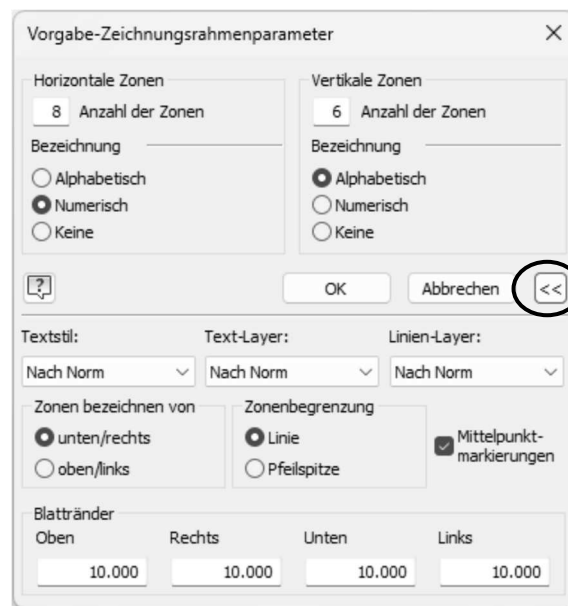 Vorgabe-Zeichnungsrahmenparameter
Horizontale Zonen
8 Anzahl der Zonen
Bezeichnung
Alphabetisch
Numerisch
Keine
Vertikale Zonen
6 Anzahl der Zonen
Bezeichnung
Alphabetisch
Numerisch
Keine
?
OK
Abbrechen
<<
Textstil:
Text-Layer:
Linien-Layer:
Nach Norm
Nach Norm
Nach Norm
Zonen bezeichnen von
unten/rechts
oben/links
Zonenbegrenzung
Linie
Pfeilspitze
Mittelpunkt-
markierungen
Blattränder
Oben Rechts Unten Links
10.000 10.000 10.000 10.000